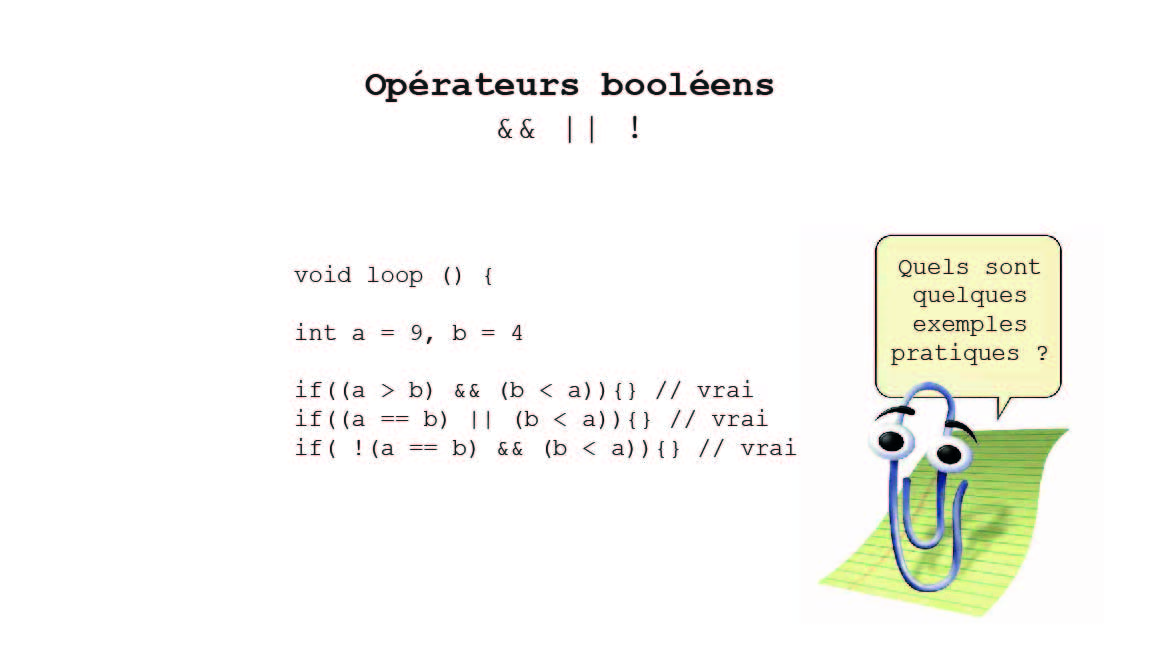 Opérateurs booléens
&& || !
void loop () {
int a = 9, b = 4
if((a > b) && (b < a)){} // vrai
if((a == b) || (b < a)){} // vrai
if( !(a == b) && (b < a)){} // vrai
Quels sont
quelques
exemples
pratiques ?